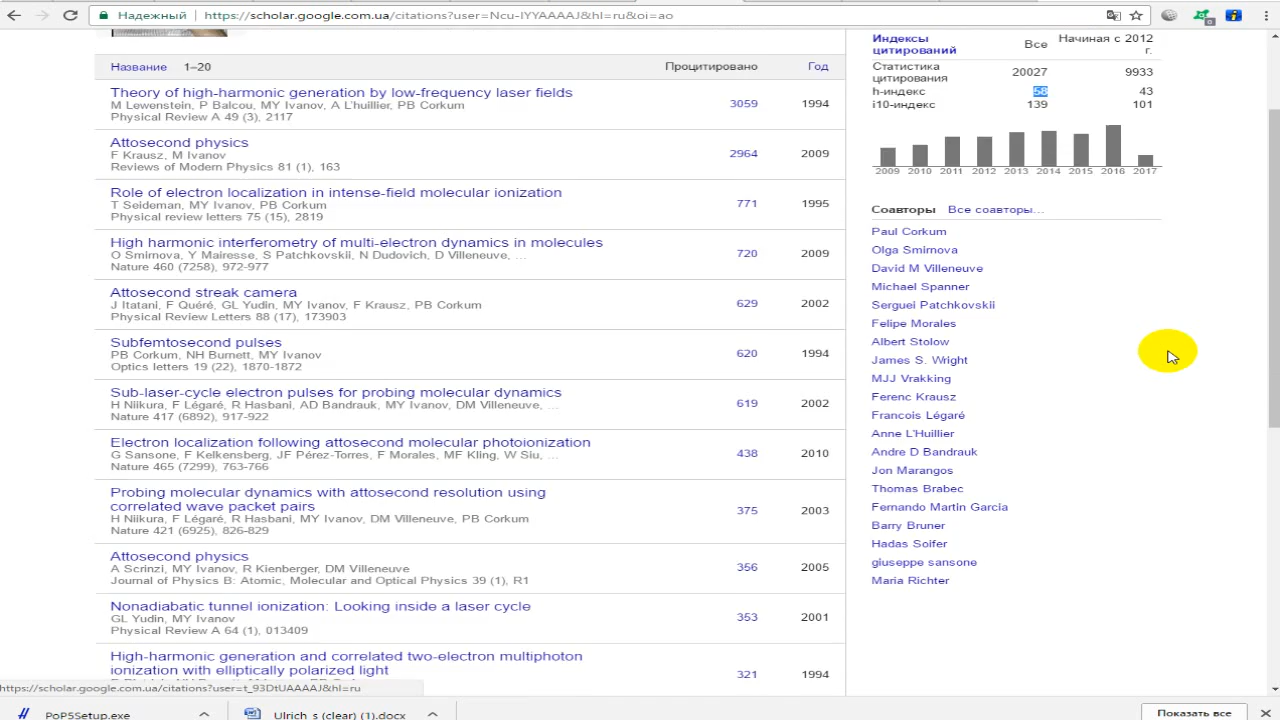 Надежный
https://scholar.google.com.ua/citations?user=Ncu-IYYAAAAJ&hl=ru&oi=ao
Название 1–20 Процитировано Год
Theory of high-harmonic generation by low-frequency laser fields 3059 1994
M Lewenstein, P Balcou, MY Ivanov, A L'huillier, PB Corkum
Physical Review A 49 (3), 2117
Attosecond physics 2964 2009
F Krausz, M Ivanov
Reviews of Modern Physics 81 (1), 163
Role of electron localization in intense-field molecular ionization 771 1995
T Seideman, MY Ivanov, PB Corkum
Physical review letters 75 (15), 2819
High harmonic interferometry of multi-electron dynamics in molecules 720 2009
O Smirnova, Y Mairesse, S Patchkovskii, N Dudovich, D Villeneuve, ...
Nature 460 (7258), 972-977
Attosecond streak camera 629 2002
J Itatani, F Quéré, GL Yudin, MY Ivanov, F Krausz, PB Corkum
Physical Review Letters 88 (17), 173903
Subfemtosecond pulses 620 1994
PB Corkum, NH Burnett, MY Ivanov
Optics letters 19 (22), 1870-1872
Sub-laser-cycle electron pulses for probing molecular dynamics 619 2002
H Niikura, F Légaré, R Hasbani, AD Bandrauk, MY Ivanov, DM Villeneuve, ...
Nature 417 (6892), 917-922
Electron localization following attosecond molecular photoionization 438 2010
G Sansone, F Kelkensberg, JF Pérez-Torres, F Morales, MF Kling, W Siu, ...
Nature 465 (7299), 763-766
Probing molecular dynamics with attosecond resolution using
correlated wave packet pairs 375 2003
H Niikura, F Légaré, R Hasbani, MY Ivanov, DM Villeneuve, PB Corkum
Nature 421 (6925), 826-829
Attosecond physics 356 2005
A Scrinzi, MY Ivanov, R Kienberger, DM Villeneuve
Journal of Physics B: Atomic, Molecular and Optical Physics 39 (1), R1
Nonadiabatic tunnel ionization: Looking inside a laser cycle 353 2001
GL Yudin, MY Ivanov
Physical Review A 64 (1), 013409
High-harmonic generation and correlated two-electron multiphoton
ionization with elliptically polarized light 321 1994
Индексы
цитирований Все Начиная с 2012
г.
Статистика
цитирования 20027 9933
h-индекс 58 43
i10-индекс 139 101
2009 2010 2011 2012 2013 2014 2015 2016 2017
Соавторы Все соавторы...
Paul Corkum
Olga Smirnova
David M Villeneuve
Michael Spanner
Serguei Patchkovskii
Felipe Morales
Albert Stolow
James S. Wright
MJJ Vrakking
Ferenc Krausz
Francois Légaré
Anne L'Huillier
Andre D Bandrauk
Jon Marangos
Thomas Brabec
Fernando Martin Garcia
Barry Bruner
Hadas Soifer
giuseppe sansone
Maria Richter
https://scholar.google.com.ua/citations?user=t_93DtUAAAAJ&hl=ru
PoP5Setup.exe
Ulrich_s (clear) (1).docx
Показать все